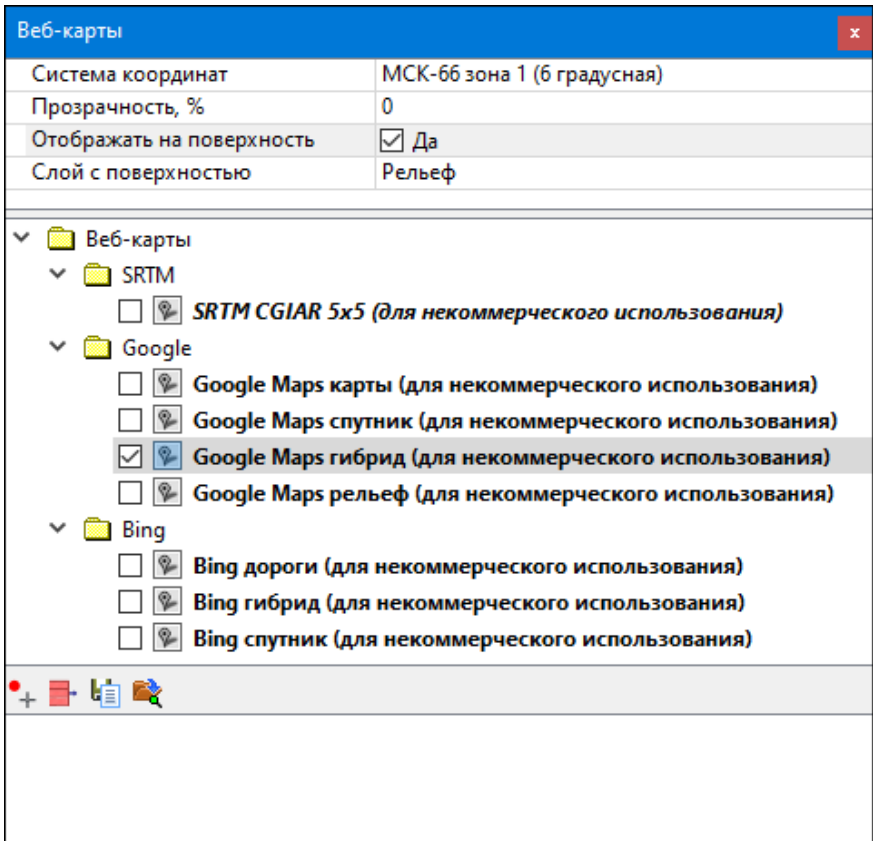 Веб-карты
x
Система координат МСК-66 зона 1 (6 градусная)
Прозрачность, % 0
Отображать на поверхность Да
Слой с поверхностью Рельеф
Веб-карты
SRTM
SRTM CGIAR 5x5 (для некоммерческого использования)
Google
Google Maps карты (для некоммерческого использования)
Google Maps спутник (для некоммерческого использования)
Google Maps гибрид (для некоммерческого использования)
Google Maps рельеф (для некоммерческого использования)
Bing
Bing дороги (для некоммерческого использования)
Bing гибрид (для некоммерческого использования)
Bing спутник (для некоммерческого использования)